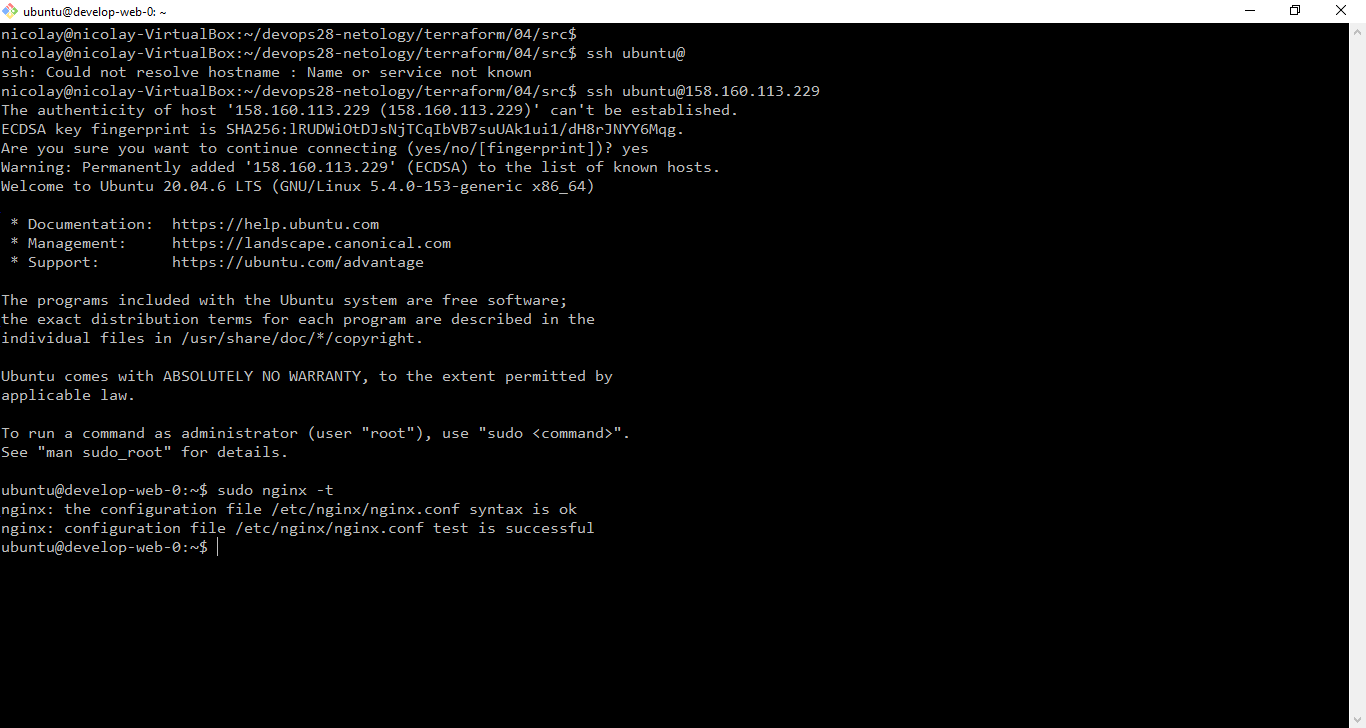 ubuntu@develop-web-0: ~
nicolay@nicolay-VirtualBox:~/devops28-netology/terraform/04/src$
nicolay@nicolay-VirtualBox:~/devops28-netology/terraform/04/src$ ssh ubuntu@
ssh: Could not resolve hostname : Name or service not known
nicolay@nicolay-VirtualBox:~/devops28-netology/terraform/04/src$ ssh ubuntu@158.160.113.229
The authenticity of host '158.160.113.229 (158.160.113.229)' can't be established.
ECDSA key fingerprint is SHA256:lRUDWiOtDJsNjTCqIbVB7suUAk1ui1/dH8rJNYY6Mqg.
Are you sure you want to continue connecting (yes/no/[fingerprint])? yes
Warning: Permanently added '158.160.113.229' (ECDSA) to the list of known hosts.
Welcome to Ubuntu 20.04.6 LTS (GNU/Linux 5.4.0-153-generic x86_64)
* Documentation:  https://help.ubuntu.com
* Management:     https://landscape.canonical.com
* Support:        https://ubuntu.com/advantage
The programs included with the Ubuntu system are free software;
the exact distribution terms for each program are described in the
individual files in /usr/share/doc/*/copyright.
Ubuntu comes with ABSOLUTELY NO WARRANTY, to the extent permitted by
applicable law.
To run a command as administrator (user "root"), use "sudo <command>".
See "man sudo_root" for details.
ubuntu@develop-web-0:~$ sudo nginx -t
nginx: the configuration file /etc/nginx/nginx.conf syntax is ok
nginx: configuration file /etc/nginx/nginx.conf test is successful
ubuntu@develop-web-0:~$